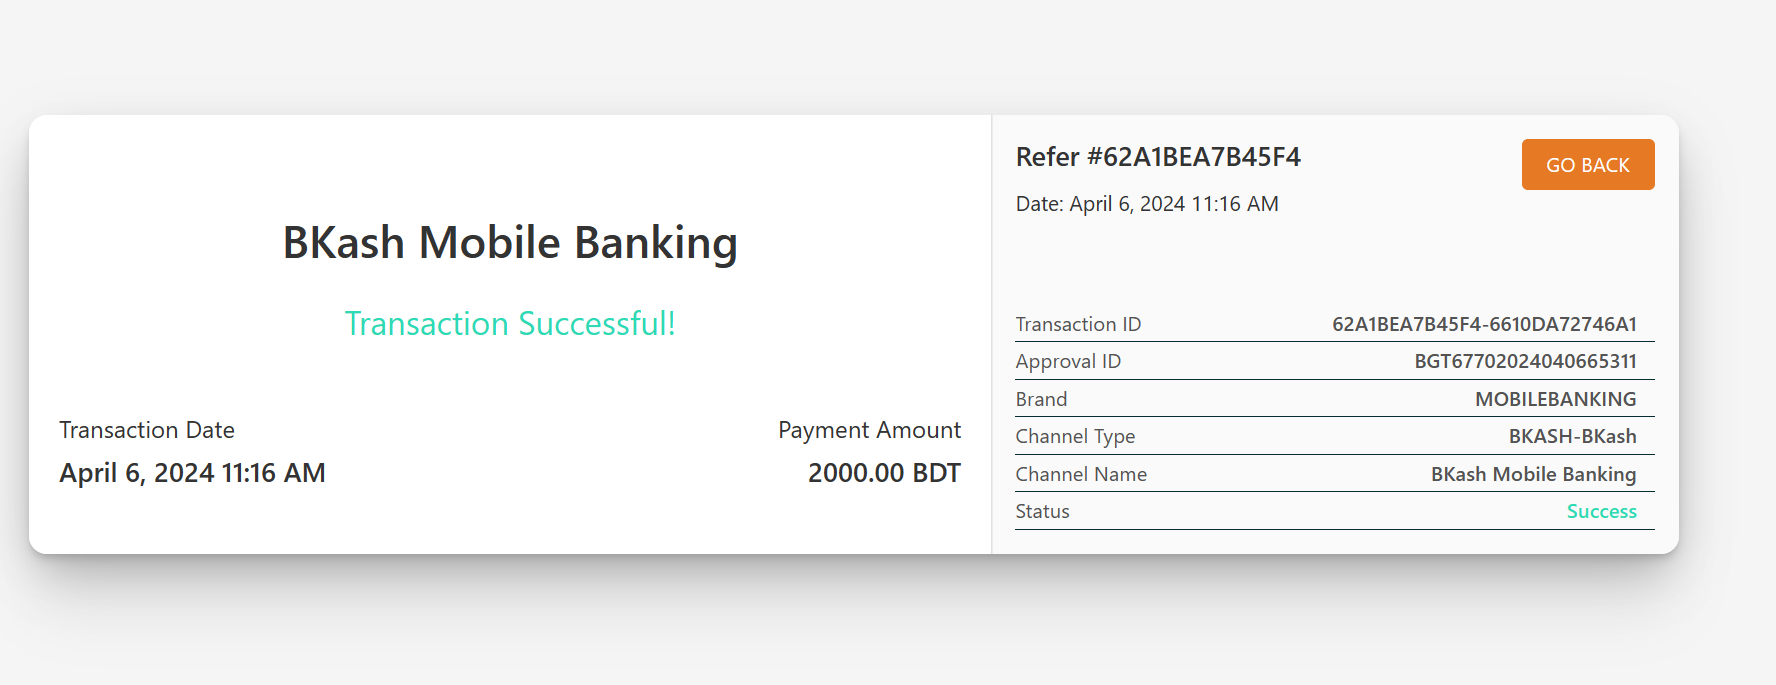 BKash Mobile Banking
Transaction Successful!
Transaction Date
April 6, 2024 11:16 AM
Payment Amount
2000.00 BDT
Refer #62A1BEA7B45F4
GO BACK
Date: April 6, 2024 11:16 AM
Transaction ID 62A1BEA7B45F4-6610DA72746A1
Approval ID BGT67702024040665311
Brand MOBILEBANKING
Channel Type BKASH-BKash
Channel Name BKash Mobile Banking
Status Success